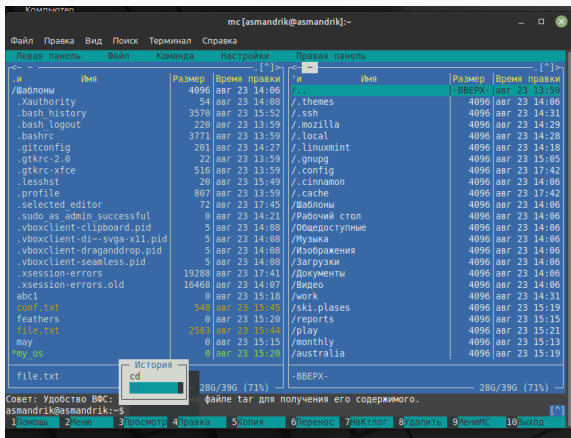 Компьютер
mc [asmandrik@asmandrik]:~
Файл Правка Вид Поиск Терминал Справка
Левая панель Файл Команда Настройки Правая панель
<- ~ .[^]> <- ~ .[^]>
.и Имя Размер Время правки 'и Имя Размер Время правки
/Шаблоны 4096 авг 23 14:06 /.. -ВВЕРХ- авг 23 13:59
.Xauthority 54 авг 23 14:08 /.themes 4096 авг 23 14:06
.bash_history 3570 авг 23 15:52 /.ssh 4096 авг 23 14:31
.bash_logout 220 авг 23 13:59 /.mozilla 4096 авг 23 14:29
.bashrc 3771 авг 23 13:59 /.local 4096 авг 23 14:28
.gitconfig 201 авг 23 14:27 /.linuxmint 4096 авг 23 14:18
.gtkrc-2.0 22 авг 23 13:59 /.gnupg 4096 авг 23 15:05
.gtkrc-xfce 516 авг 23 13:59 /.config 4096 авг 23 17:42
.lesshst 20 авг 23 15:49 /.cinnamon 4096 авг 23 14:06
.profile 807 авг 23 13:59 /.cache 4096 авг 23 17:42
.selected_editor 72 авг 23 17:45 /Шаблоны 4096 авг 23 14:06
.sudo_as_admin_successful 0 авг 23 14:21 /Рабочий стол 4096 авг 23 14:06
.vboxclient-clipboard.pid 5 авг 23 14:08 /Общедоступные 4096 авг 23 14:06
.vboxclient-di~-svga-x11.pid 5 авг 23 14:08 /Музыка 4096 авг 23 14:06
.vboxclient-draganddrop.pid 5 авг 23 14:08 /Изображения 4096 авг 23 14:06
.vboxclient-seamless.pid 5 авг 23 14:08 /Загрузки 4096 авг 23 14:06
.xsession-errors 19288 авг 23 17:41 /Документы 4096 авг 23 14:06
.xsession-errors.old 16468 авг 23 14:07 /Видео 4096 авг 23 14:06
abc1 0 авг 23 15:18 /work 4096 авг 23 14:31
conf.txt 548 авг 23 15:45 /ski.plases 4096 авг 23 15:19
feathers 0 авг 23 15:20 /reports 4096 авг 23 15:15
file.txt 2583 авг 23 15:44 /play 4096 авг 23 15:21
may 0 авг 23 15:14 /monthly 4096 авг 23 15:13
*my_os 0 авг 23 15:20 /australia 4096 авг 23 15:19
История
file.txt cd -ВВЕРХ-
28G/39G (71%) 28G/39G (71%)
Совет: Удобство ВФС: файле tar для получения его содержимого.
asmandrik@asmandrik:~$ [^]
1Помощь 2Меню 3Просмотр 4Правка 5Копия 6Перенос 7НвКтлог 8Удалить 9МенюMC 10Выход